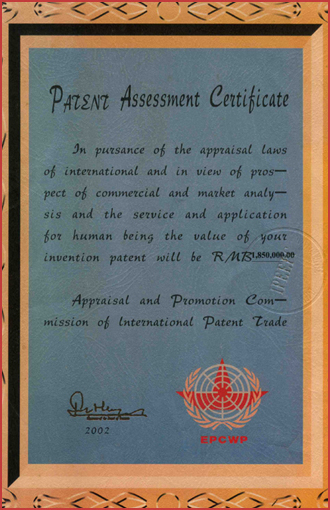 PATENT Assessment Certificate
In pursance of the appraisal laws
of international and in view of pros—
pect of commercial and market analy—
sis and the service and application
for human being the value of your
invention patent will be RMB1,850,000.00
Appraisal and Promotion Com—
mission of International Patent Trade
2002
EPCWP